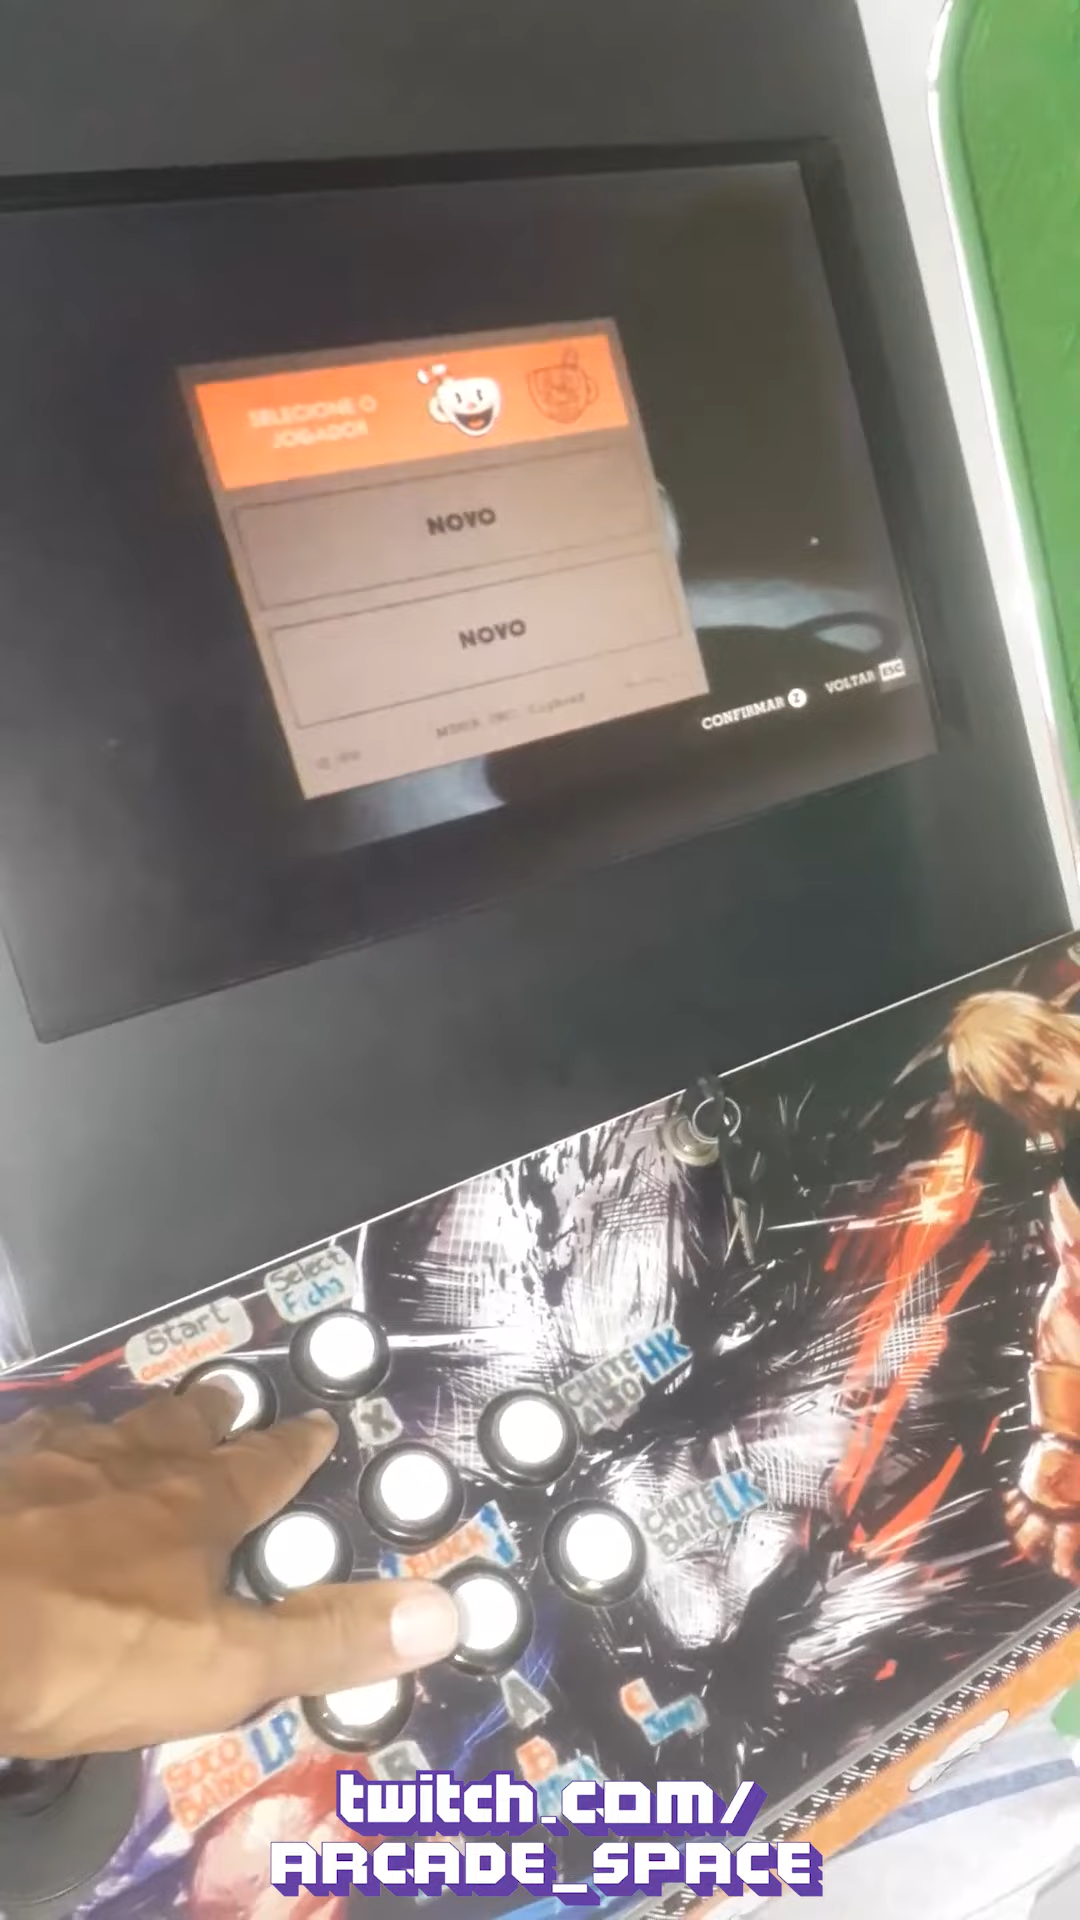 SELECIONE O
JOGADOR
NOVO
NOVO
CONFIRMAR Z
VOLTAR ESC
Select
Ficha
Start
continue
X
CHUTE
ALTO HK
CHUTE
BAIXO LK
A
SOCO
BAIXO LP
R
C
B
twitch.com/
ARCADE_SPACE